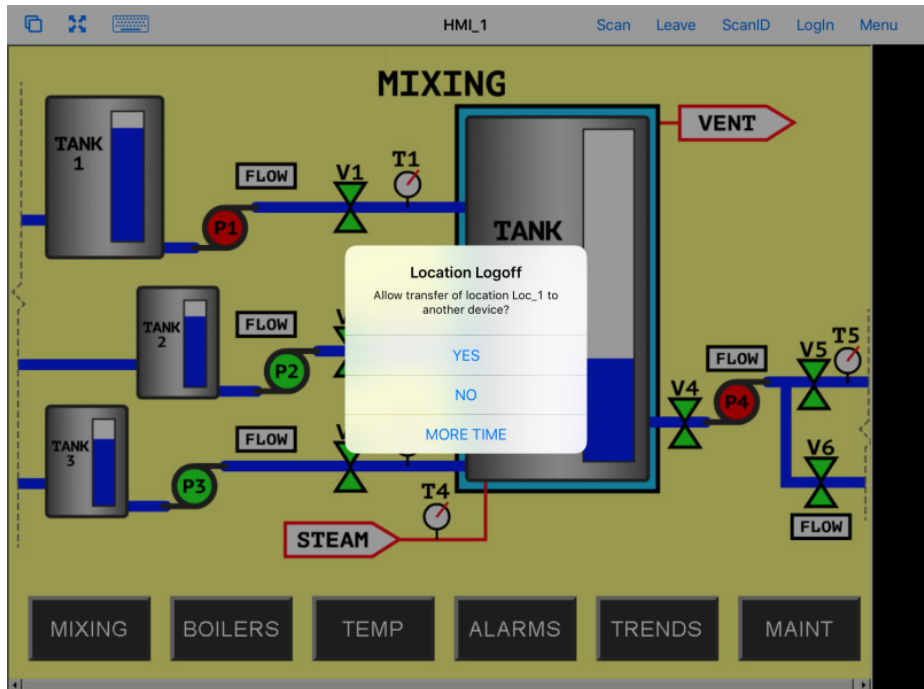 HMI_1
Scan
Leave
ScanID
LogIn
Menu
MIXING
TANK
1
FLOW
V1
T1
VENT
TANK
P1
Location Logoff
Allow transfer of location Loc_1 to
another device?
YES
NO
MORE TIME
TANK
2
FLOW
P2
TANK
3
FLOW
P3
V4
P4
FLOW
V5
T5
V6
FLOW
T4
STEAM
MIXING
BOILERS
TEMP
ALARMS
TRENDS
MAINT